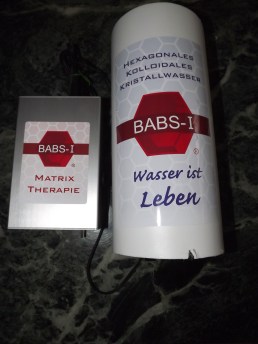 Hexagonales
Kolloidales
Kristallwasser
BABS-I
®
Wasser ist
Leben
BABS-I
®
Matrix
Therapie